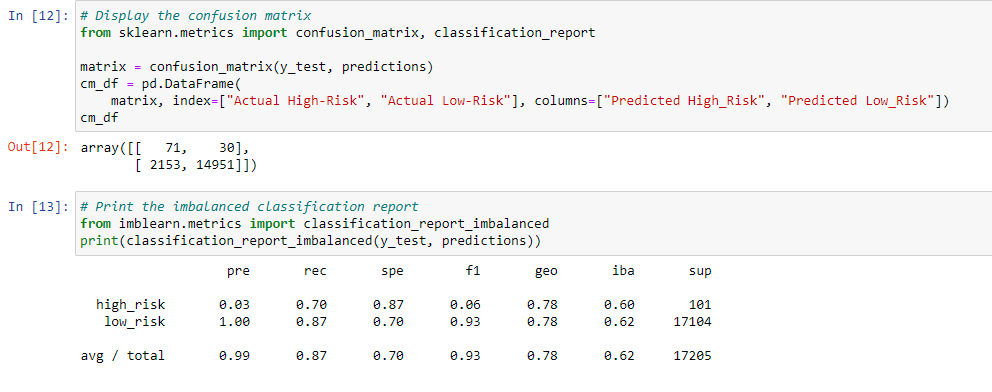 In [12]: # Display the confusion matrix
from sklearn.metrics import confusion_matrix, classification_report
matrix = confusion_matrix(y_test, predictions)
cm_df = pd.DataFrame(
    matrix, index=["Actual High-Risk", "Actual Low-Risk"], columns=["Predicted High_Risk", "Predicted Low_Risk"])
cm_df
Out[12]: array([[   71,    30],
       [ 2153, 14951]])
In [13]: # Print the imbalanced classification report
from imblearn.metrics import classification_report_imbalanced
print(classification_report_imbalanced(y_test, predictions))
pre rec spe f1 geo iba sup
high_risk 0.03 0.70 0.87 0.06 0.78 0.60 101
low_risk 1.00 0.87 0.70 0.93 0.78 0.62 17104
avg / total 0.99 0.87 0.70 0.93 0.78 0.62 17205